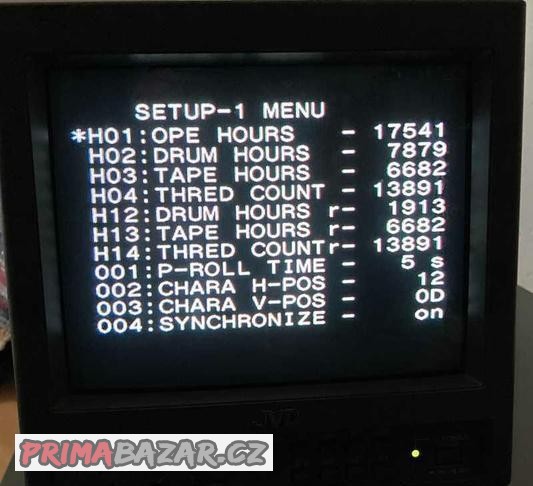 SETUP-1 MENU
*H01:OPE HOURS - 17541
H02:DRUM HOURS - 7879
H03:TAPE HOURS - 6682
H04:THRED COUNT - 13891
H12:DRUM HOURS r- 1913
H13:TAPE HOURS r- 6682
H14:THRED COUNTr- 13891
001:P-ROLL TIME - 5 s
002:CHARA H-POS - 12
003:CHARA V-POS - 0D
004:SYNCHRONIZE - on
PRIMABAZAR.CZ